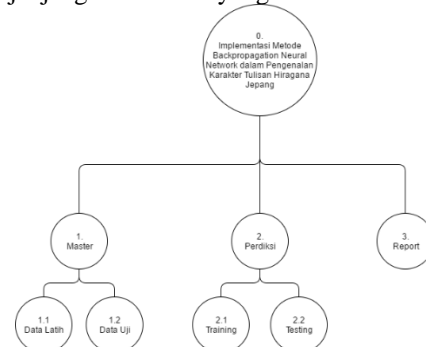 0.
Implementasi Metode
Backpropagation Neural
Network dalam Pengenalan
Karakter Tulisan Hiragana
Jepang
1.
Master
2.
Perdiksi
3.
Report
1.1
Data Latih
1.2
Data Uji
2.1
Training
2.2
Testing